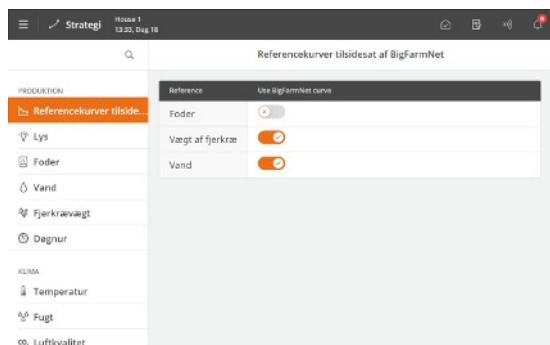 Strategi
House 1
13:33, Dag 18
Referencekurver tilsidesat af BigFarmNet
PRODUKTION
Referencekurver tilside...
Lys
Foder
Vand
Fjerkrævægt
Døgnur
KLIMA
Temperatur
Fugt
CO₂ Luftkvalitet
Reference Use BigFarmNet curve
Foder
Vægt af fjerkræ
Vand